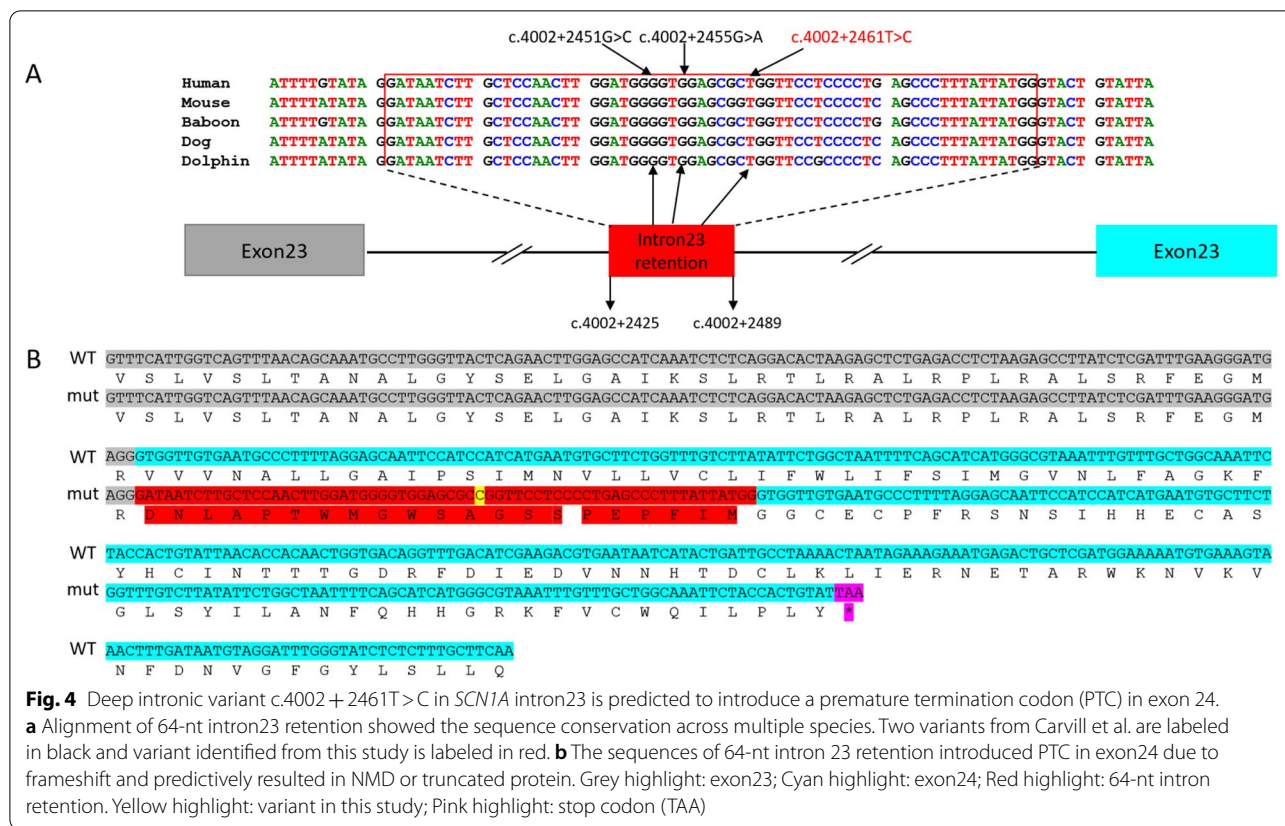 c.4002+2451G>C c.4002+2455G>A c.4002+2461T>C
A
Human ATTTTGTATA GGATAATCTT GCTCCAACTT GGATGGGGTGGAGCGCTGGTTCCTCCCCTG AGCCCTTTATTATGGGTACT GTATTA
Mouse ATTTTATATA GGATAATCTT GCTCCAACTT GGATGGGGTGGAGCGGTGGTTCCTCCCCTC AGCCCTTTATTATGGGTACT GTATTA
Baboon ATTTTGTATA GGATAATCTT GCTCCAACTT GGATGGGGTGGAGCGCTGGTTCCTCCCCTG AGCCCTTTATTATGGGTACT GTATTA
Dog ATTTTATATA GGATAATCTT GCTCCAACTT GGATGGGGTGGAGCGCTGGTTCCTCCCCTC AGCCCTTTATTATGGGTACT GTATTA
Dolphin ATTTTATATA GGATAATCTT GCTCCAACTT GGATGGGGTGGAGCGCTGGTTCCGCCCCTC AGCCCTTTATTATGGGTACT GTATTA
Exon23
Intron23
retention
Exon23
c.4002+2425 c.4002+2489
B
WT GTTTCATTGGTCAGTTTAACAGCAAATGCCTTGGGTTACTCAGAACTTGGAGCCATCAAATCTCTCAGGACACTAAGAGCTCTGAGACCTCTAAGAGCCTTATCTCGATTTGAAGGGATG
V S L V S L T A N A L G Y S E L G A I K S L R T L R A L R P L R A L S R F E G M
mut GTTTCATTGGTCAGTTTAACAGCAAATGCCTTGGGTTACTCAGAACTTGGAGCCATCAAATCTCTCAGGACACTAAGAGCTCTGAGACCTCTAAGAGCCTTATCTCGATTTGAAGGGATG
V S L V S L T A N A L G Y S E L G A I K S L R T L R A L R P L R A L S R F E G M
WT AGGGTGGTTGTGAATGCCCTTTTAGGAGCAATTCCATCCATCATGAATGTGCTTCTGGTTTGTCTTATATTCTGGCTAATTTTCAGCATCATGGGCGTAAATTTGTTTGCTGGCAAATTC
R V V V N A L L G A I P S I M N V L L V C L I F W L I F S I M G V N L F A G K F
mut AGGGATAATCTTGCTCCAACTTGGATGGGGTGGAGCGCCGGTTCCTCCCCTGAGCCCTTTATTATGGGTGGTTGTGAATGCCCTTTTAGGAGCAATTCCATCCATCATGAATGTGCTTCT
R D N L A P T W M G W S A G S S P E P F I M G G C E C P F R S N S I H H E C A S
WT TACCACTGTATTAACACCACAACTGGTGACAGGTTTGACATCGAAGACGTGAATAATCATACTGATTGCCTAAAACTAATAGAAAGAAATGAGACTGCTCGATGGAAAAATGTGAAAGTA
Y H C I N T T T G D R F D I E D V N N H T D C L K L I E R N E T A R W K N V K V
mut GGTTTGTCTTATATTCTGGCTAATTTTCAGCATCATGGGCGTAAATTTGTTTGCTGGCAAATTCTACCACTGTATTAA
G L S Y I L A N F Q H H G R K F V C W Q I L P L Y *
WT AACTTTGATAATGTAGGATTTGGGTATCTCTCTTTGCTTCAA
N F D N V G F G Y L S L L Q
Fig. 4 Deep intronic variant c.4002 + 2461T > C in SCN1A intron23 is predicted to introduce a premature termination codon (PTC) in exon 24.
a Alignment of 64-nt intron23 retention showed the sequence conservation across multiple species. Two variants from Carvill et al. are labeled
in black and variant identified from this study is labeled in red. b The sequences of 64-nt intron 23 retention introduced PTC in exon24 due to
frameshift and predictively resulted in NMD or truncated protein. Grey highlight: exon23; Cyan highlight: exon24; Red highlight: 64-nt intron
retention. Yellow highlight: variant in this study; Pink highlight: stop codon (TAA)